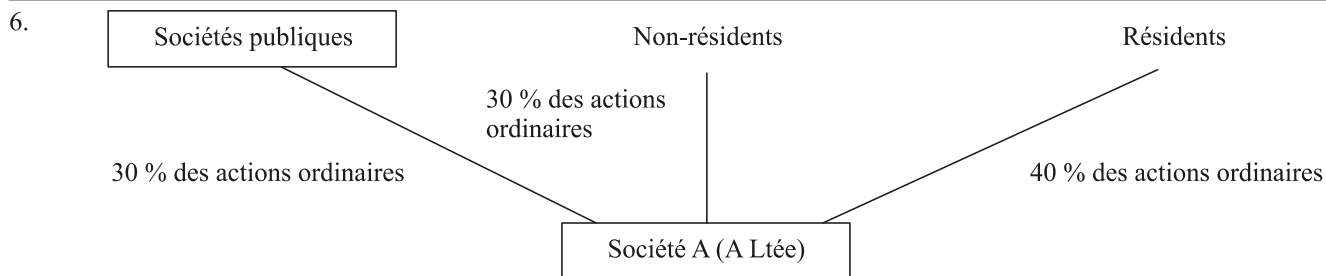 6.
Sociétés publiques
Non-résidents
Résidents
30 % des actions
ordinaires
30 % des actions ordinaires
40 % des actions ordinaires
Société A (A Ltée)